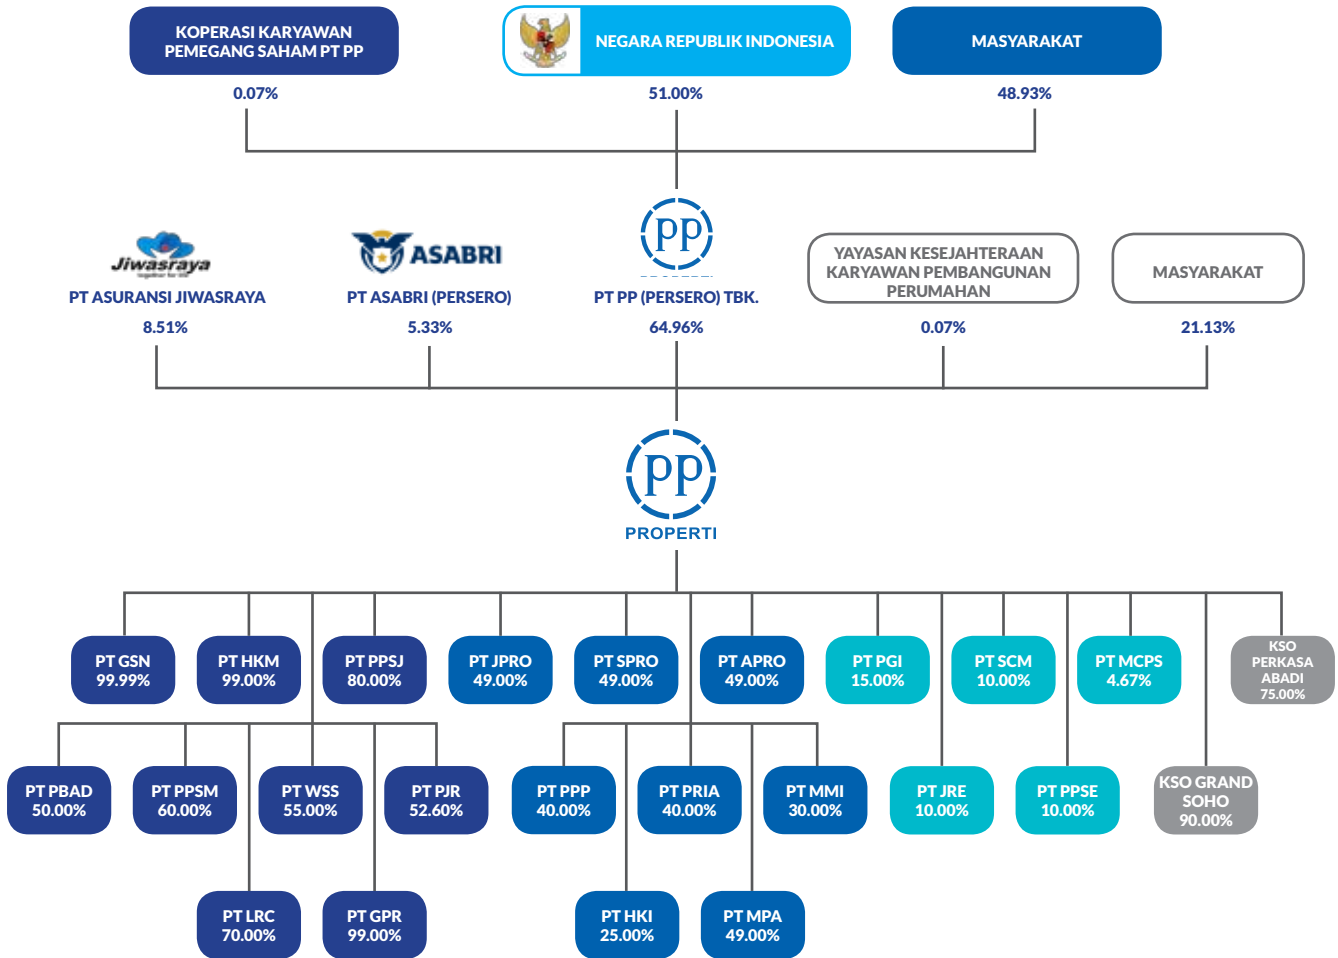 KOPERASI KARYAWAN
PEMEGANG SAHAM PT PP
0.07%
NEGARA REPUBLIK INDONESIA
51.00%
MASYARAKAT
48.93%
Jiwasraya
PT ASURANSI JIWASRAYA
8.51%
ASABRI
PT ASABRI (PERSERO)
5.33%
pp
PT PP (PERSERO) TBK.
64.96%
YAYASAN KESEJAHTERAAN
KARYAWAN PEMBANGUNAN
PERUMAHAN
0.07%
MASYARAKAT
21.13%
pp
PROPERTI
PT GSN
99.99%
PT HKM
99.00%
PT PPSJ
80.00%
PT JPRO
49.00%
PT SPRO
49.00%
PT APRO
49.00%
PT PGI
15.00%
PT SCM
10.00%
PT MCPS
4.67%
KSO
PERKASA
ABADI
75.00%
PT PBAD
50.00%
PT PPSM
60.00%
PT WSS
55.00%
PT PJR
52.60%
PT PPP
40.00%
PT PRIA
40.00%
PT MMI
30.00%
PT JRE
10.00%
PT PPSE
10.00%
KSO GRAND
SOHO
90.00%
PT LRC
70.00%
PT GPR
99.00%
PT HKI
25.00%
PT MPA
49.00%